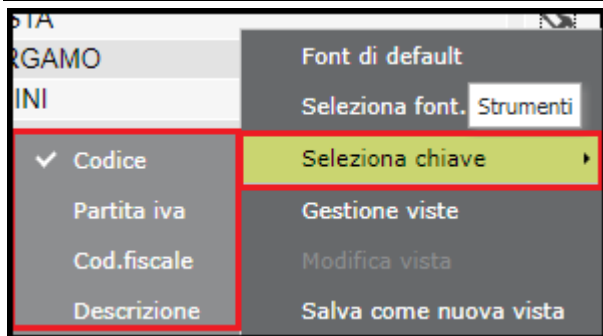 RGAMO
INI
Font di default
Seleziona font.
Strumenti
Seleziona chiave
Gestione viste
Modifica vista
Salva come nuova vista
Codice
Partita iva
Cod.fiscale
Descrizione